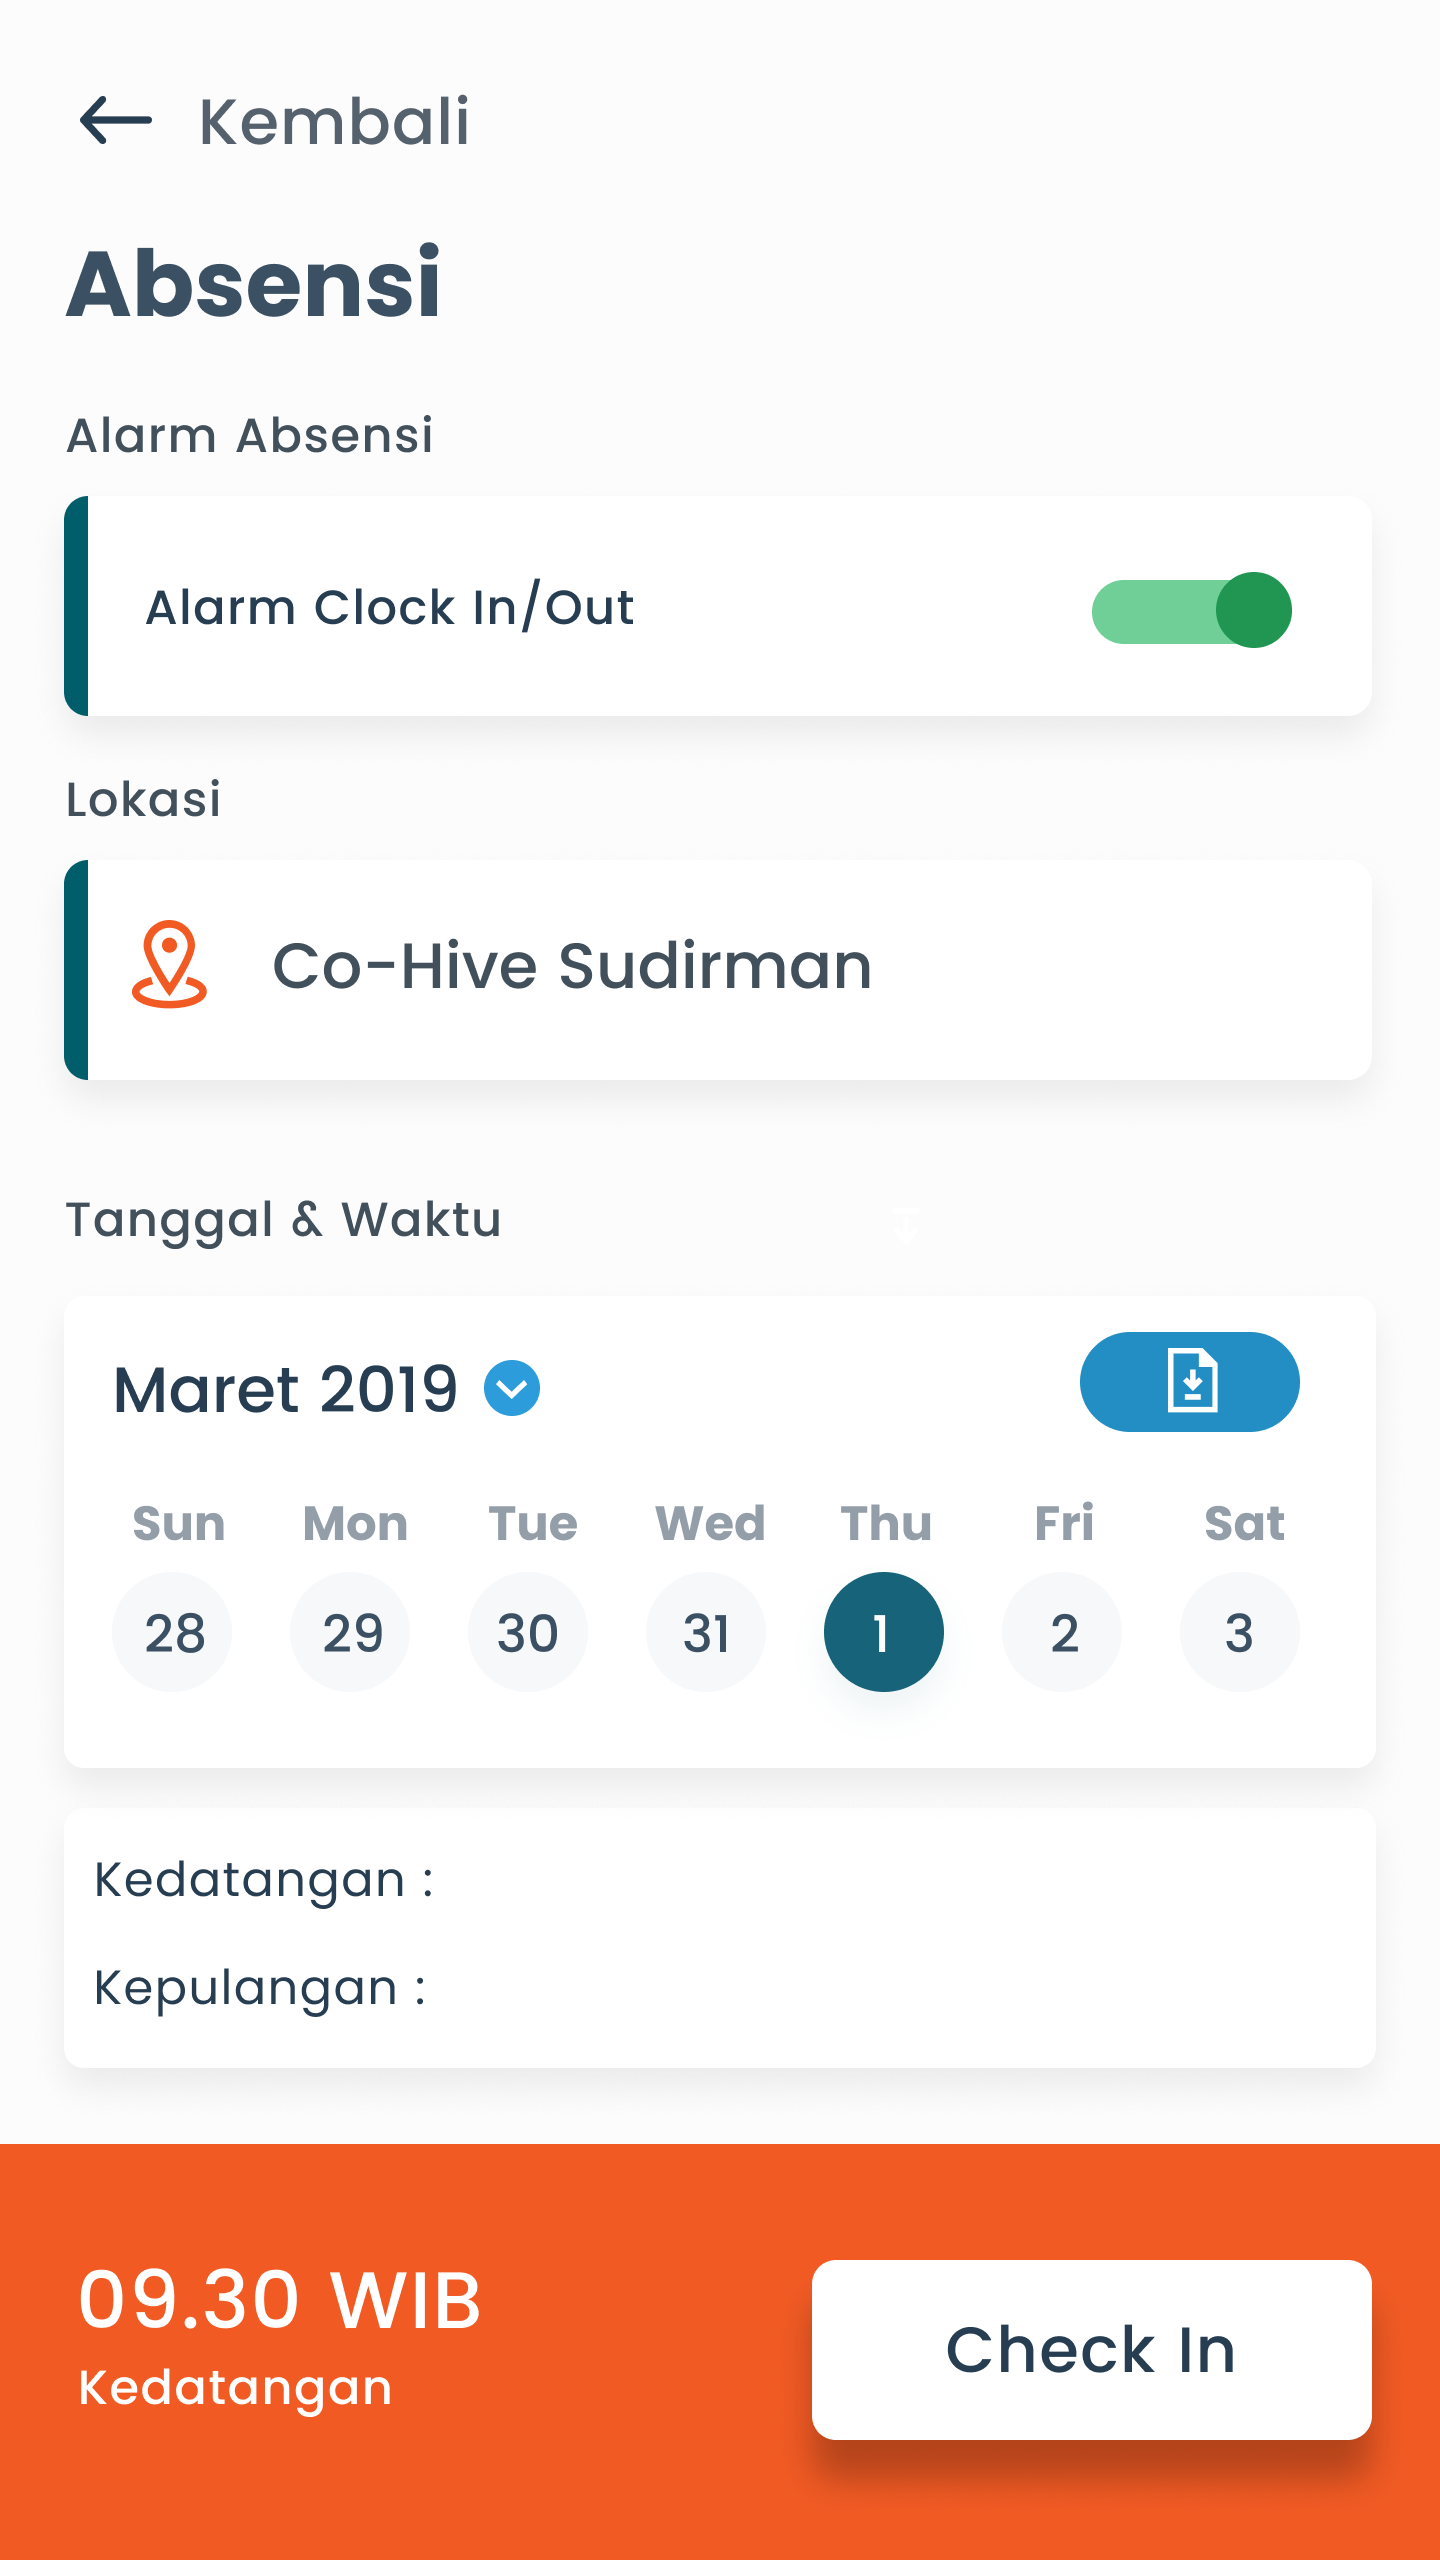 Kembali
Absensi
Alarm Absensi
Alarm Clock In/Out
Lokasi
Co-Hive Sudirman
Tanggal & Waktu
Maret 2019
Sun Mon Tue Wed Thu Fri Sat
28 29 30 31 1 2 3
Kedatangan :
Kepulangan :
09.30 WIB
Kedatangan
Check In